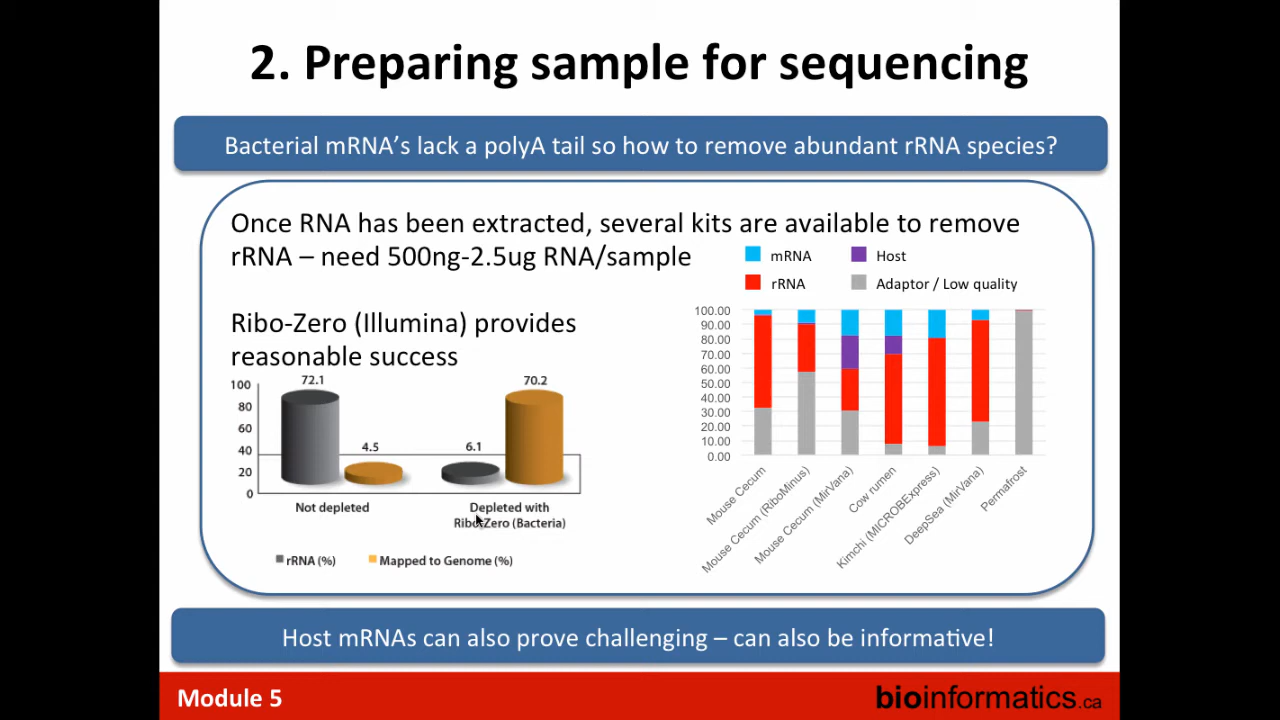 2. Preparing sample for sequencing
Bacterial mRNA's lack a polyA tail so how to remove abundant rRNA species?
Once RNA has been extracted, several kits are available to remove
rRNA – need 500ng-2.5ug RNA/sample
mRNA
Host
rRNA
Adaptor / Low quality
Ribo-Zero (Illumina) provides
reasonable success
100
80
60
40
20
0
72.1
4.5
6.1
70.2
Not depleted
Depleted with
Ribo-Zero (Bacteria)
rRNA (%)
Mapped to Genome (%)
100.00
90.00
80.00
70.00
60.00
50.00
40.00
30.00
20.00
10.00
0.00
Mouse Cecum
Mouse Cecum (RiboMinus)
Mouse Cecum (MirVana)
Cow rumen
Kimchi (MICROBExpress)
DeepSea (MirVana)
Permafrost
Host mRNAs can also prove challenging – can also be informative!
Module 5
bioinformatics.ca